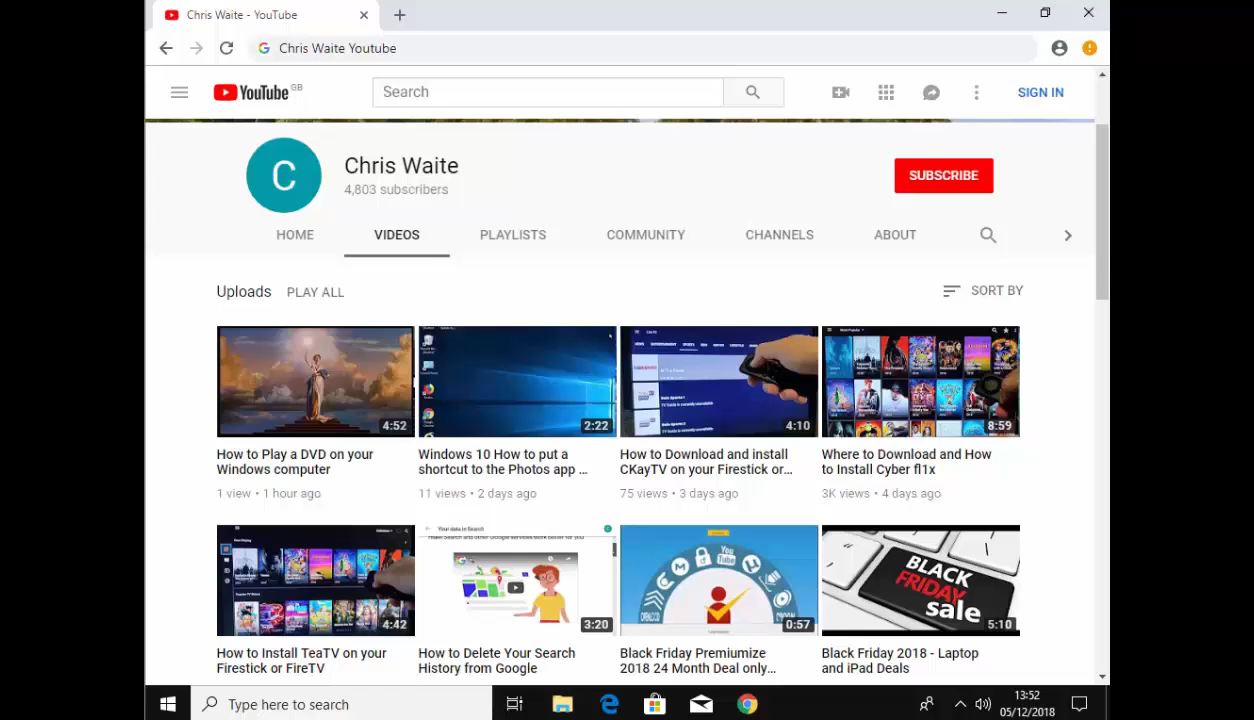 Chris Waite - YouTube
Chris Waite Youtube
YouTube GB
Search
SIGN IN
Chris Waite
4,803 subscribers
SUBSCRIBE
HOME
VIDEOS
PLAYLISTS
COMMUNITY
CHANNELS
ABOUT
Uploads
PLAY ALL
SORT BY
4:52
2:22
4:10
8:59
How to Play a DVD on your
Windows computer
1 view • 1 hour ago
Windows 10 How to put a
shortcut to the Photos app ...
11 views • 2 days ago
How to Download and install
CKayTV on your Firestick or...
75 views • 3 days ago
Where to Download and How
to Install Cyber fl1x
3K views • 4 days ago
Your data in Search
You
Tube
BLACK
FRIDAY
sale
4:42
3:20
0:57
5:10
How to Install TeaTV on your
Firestick or FireTV
How to Delete Your Search
History from Google
Black Friday Premiumize
2018 24 Month Deal only...
Black Friday 2018 - Laptop
and iPad Deals
Type here to search
13:52
05/12/2018